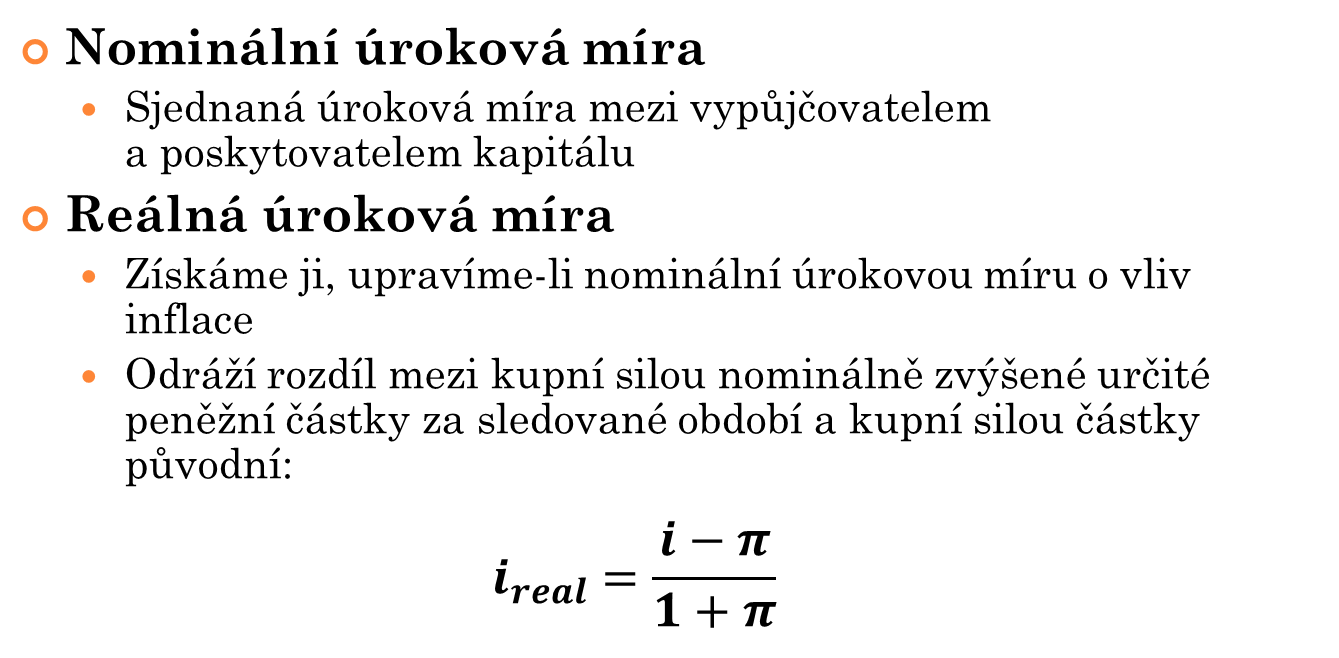 Nominální úroková míra
Sjednaná úroková míra mezi vypůjčovatelem
a poskytovatelem kapitálu
Reálná úroková míra
Získáme ji, upravíme-li nominální úrokovou míru o vliv
inflace
Odráží rozdíl mezi kupní silou nominálně zvýšené určité
peněžní částky za sledované období a kupní silou částky
původní:
i_real = (i − π) / (1 + π)